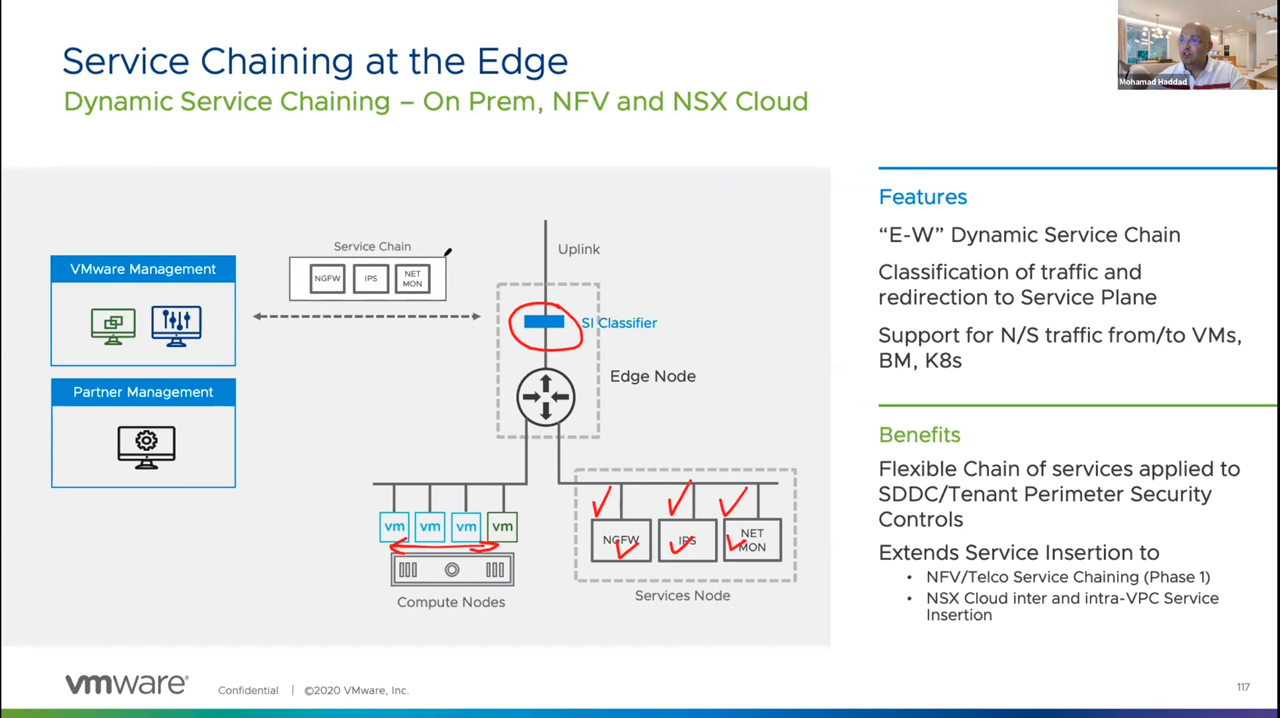 Service Chaining at the Edge
Dynamic Service Chaining – On Prem, NFV and NSX Cloud
Mohamad Haddad
VMware Management
Partner Management
Service Chain
NGFW
IPS
NET
MON
Uplink
SI Classifier
Edge Node
vm
vm
vm
vm
Compute Nodes
NGFW
IPS
NET
MON
Services Node
Features
“E-W” Dynamic Service Chain
Classification of traffic and
redirection to Service Plane
Support for N/S traffic from/to VMs,
BM, K8s
Benefits
Flexible Chain of services applied to
SDDC/Tenant Perimeter Security
Controls
Extends Service Insertion to
• NFV/Telco Service Chaining (Phase 1)
• NSX Cloud inter and intra-VPC Service
Insertion
vmware®
Confidential | ©2020 VMware, Inc.
117